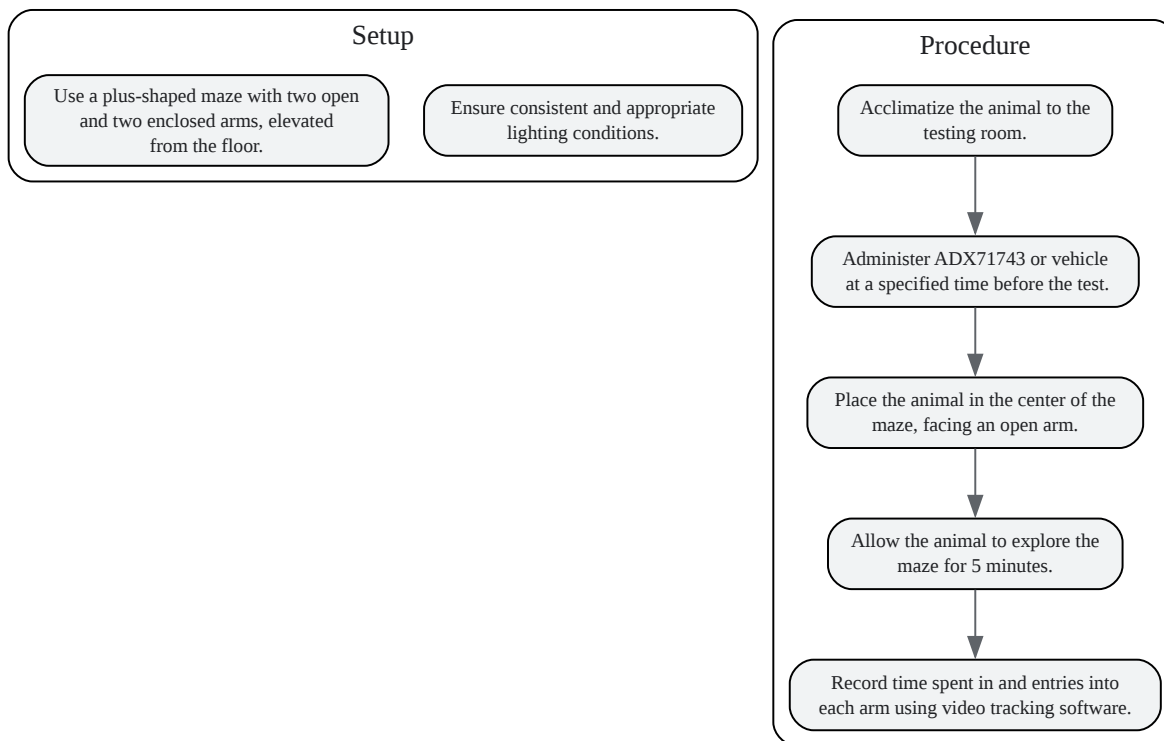 Setup
Use a plus-shaped maze with two open
and two enclosed arms, elevated
from the floor.
Ensure consistent and appropriate
lighting conditions.
Procedure
Acclimatize the animal to the
testing room.
Administer ADX71743 or vehicle
at a specified time before the test.
Place the animal in the center of the
maze, facing an open arm.
Allow the animal to explore the
maze for 5 minutes.
Record time spent in and entries into
each arm using video tracking software.